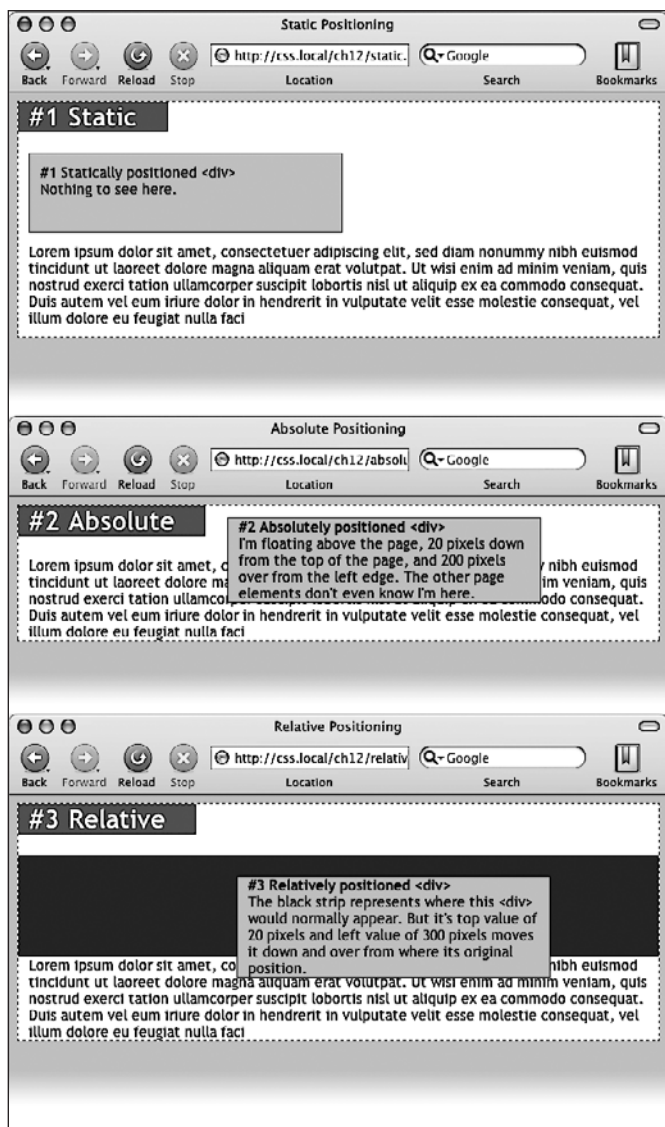 Static Positioning
http://css.local/ch12/static.
Google
Back Forward Reload Stop Location Search Bookmarks
#1 Static
#1 Statically positioned <div>
Nothing to see here.
Lorem ipsum dolor sit amet, consectetuer adipiscing elit, sed diam nonummy nibh euismod
tincidunt ut laoreet dolore magna aliquam erat volutpat. Ut wisi enim ad minim veniam, quis
nostrud exerci tation ullamcorper suscipit lobortis nisl ut aliquip ex ea commodo consequat.
Duis autem vel eum iriure dolor in hendrerit in vulputate velit esse molestie consequat, vel
illum dolore eu feugiat nulla faci
Absolute Positioning
http://css.local/ch12/absolu
Google
Back Forward Reload Stop Location Search Bookmarks
#2 Absolute
#2 Absolutely positioned <div>
I'm floating above the page, 20 pixels down
from the top of the page, and 200 pixels
over from the left edge. The other page
elements don't even know I'm here.
Lorem ipsum dolor sit amet, c nibh euismod
tincidunt ut laoreet dolore ma veniam, quis
nostrud exerci tation ullamcorper suscipit lobortis nisl ut aliquip ex ea commodo consequat.
Duis autem vel eum iriure dolor in hendrerit in vulputate velit esse molestie consequat, vel
illum dolore eu feugiat nulla faci
Relative Positioning
http://css.local/ch12/relativ
Google
Back Forward Reload Stop Location Search Bookmarks
#3 Relative
#3 Relatively positioned <div>
The black strip represents where this <div>
would normally appear. But it's top value of
20 pixels and left value of 300 pixels moves
it down and over from where its original
position.
Lorem ipsum dolor sit amet, co nibh euismod
tincidunt ut laoreet dolore magna aliquam erat volutpat. Ut wisi enim ad minim veniam, quis
nostrud exerci tation ullamcorper suscipit lobortis nisl ut aliquip ex ea commodo consequat.
Duis autem vel eum iriure dolor in hendrerit in vulputate velit esse molestie consequat, vel
illum dolore eu feugiat nulla faci